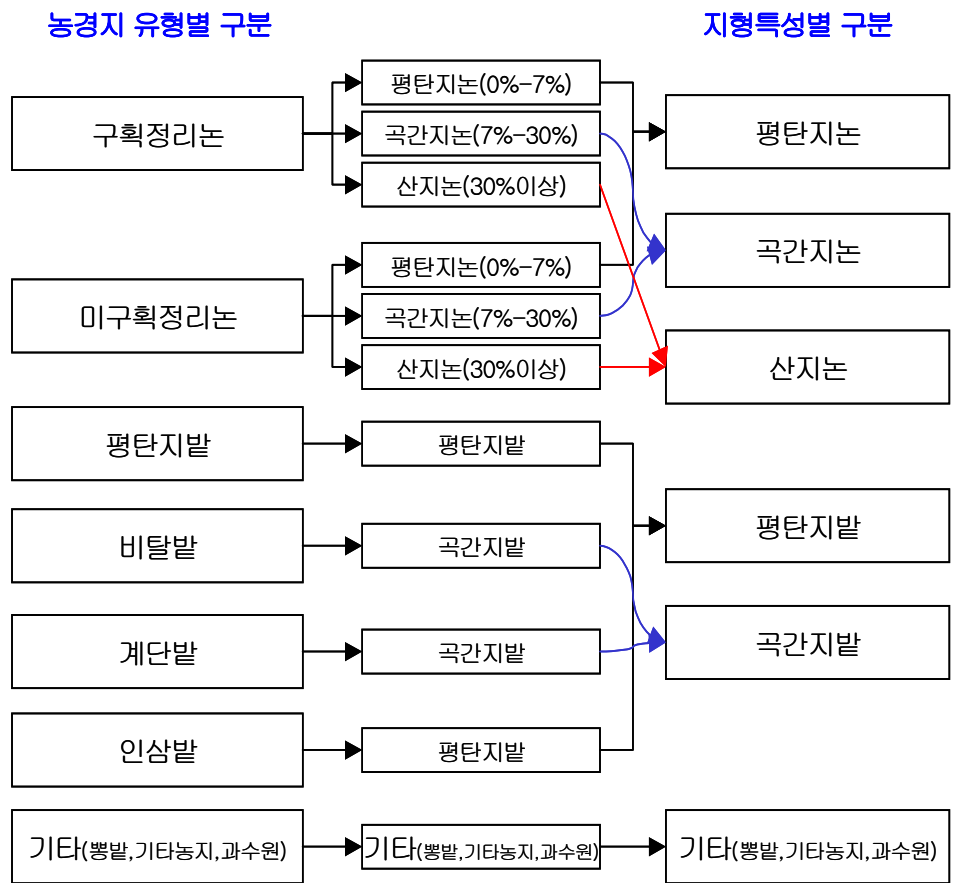 농경지 유형별 구분
지형특성별 구분
구획정리논
평탄지논(0%-7%)
곡간지논(7%-30%)
산지논(30%이상)
평탄지논
곡간지논
산지논
미구획정리논
평탄지논(0%-7%)
곡간지논(7%-30%)
산지논(30%이상)
평탄지밭
평탄지밭
평탄지밭
비탈밭
곡간지밭
곡간지밭
계단밭
곡간지밭
인삼밭
평탄지밭
기타(뽕밭,기타농지,과수원)
기타(뽕밭,기타농지,과수원)
기타(뽕밭,기타농지,과수원)